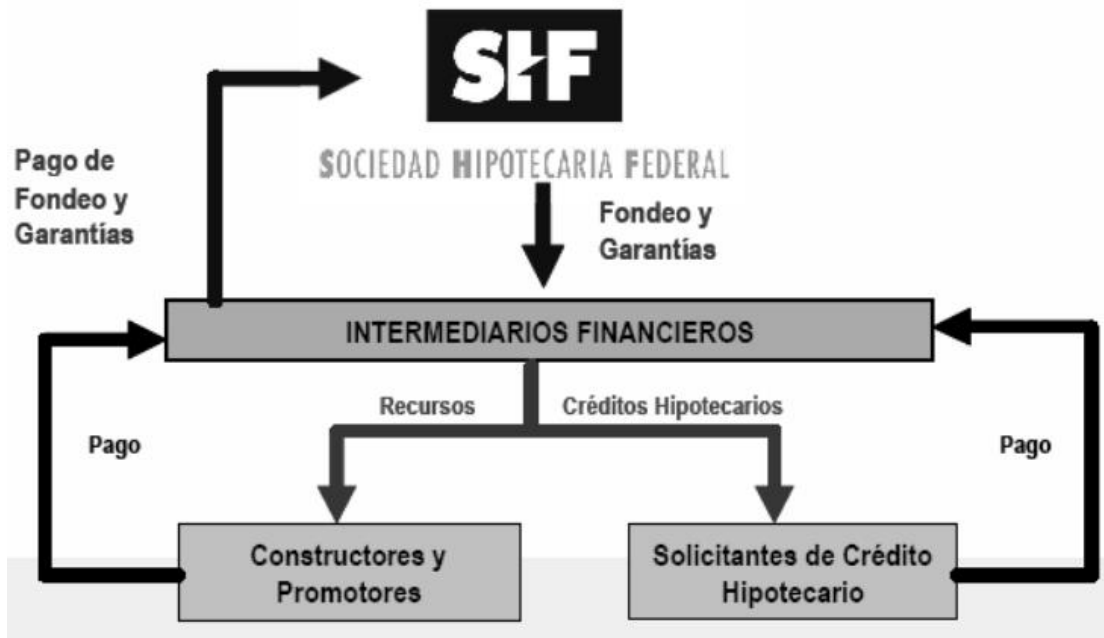 SHF
SOCIEDAD HIPOTECARIA FEDERAL
Pago de
Fondeo y
Garantías
Fondeo y
Garantías
INTERMEDIARIOS FINANCIEROS
Recursos
Créditos Hipotecarios
Pago
Pago
Constructores y
Promotores
Solicitantes de Crédito
Hipotecario